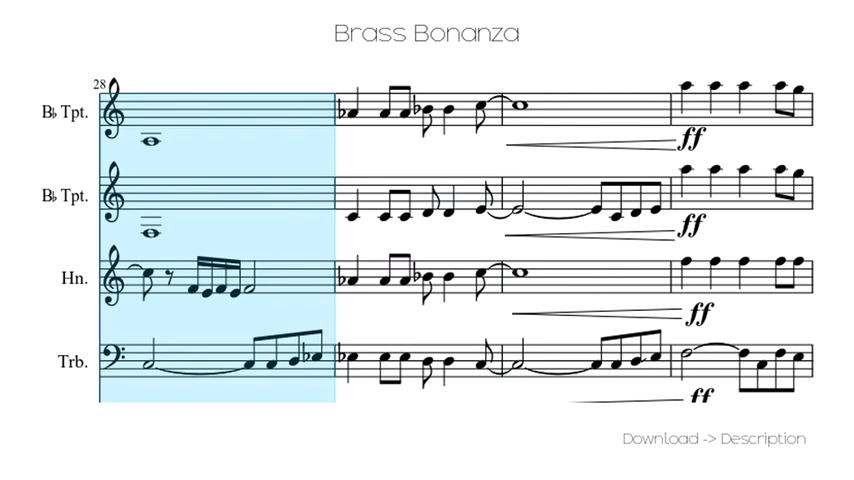 Brass Bonanza
28
B♭ Tpt.
ff
B♭ Tpt.
ff
Hn.
ff
Trb.
ff
Download -> Description